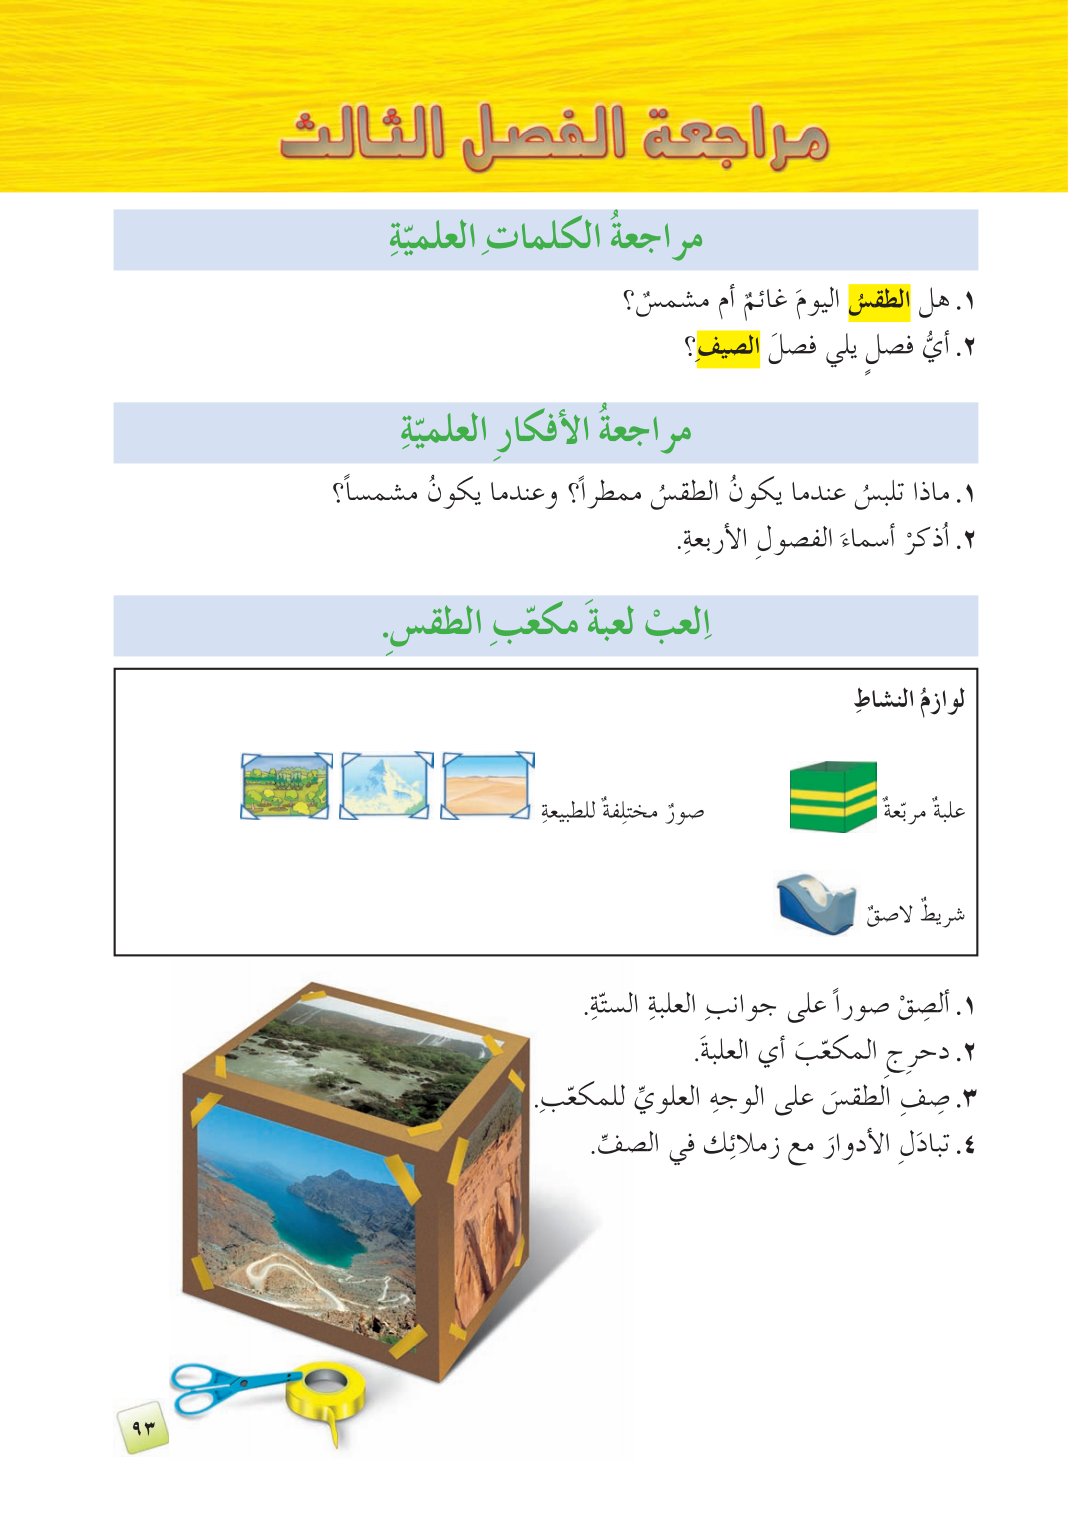 مراجعة الفصل الثالث
مراجعةُ الكلماتِ العلميّةِ
١. هل الطقسُ اليومَ غائمٌ أم مشمسٌ؟
٢. أيُّ فصلٍ يلي فصلَ الصيفِ؟
مراجعةُ الأفكارِ العلميّةِ
١. ماذا تلبسُ عندما يكونُ الطقسُ ممطراً؟ وعندما يكونُ مشمساً؟
٢. اُذكرْ أسماءَ الفصولِ الأربعةِ.
اِلعبْ لعبةَ مكعّبِ الطقسِ.
لوازمُ النشاطِ
علبةٌ مربّعةٌ
صورٌ مختلِفةٌ للطبيعةِ
شريطٌ لاصقٌ
١. ألصِقْ صوراً على جوانبِ العلبةِ الستّةِ.
٢. دحرِجِ المكعّبَ أي العلبةَ.
٣. صِفِ الطقسَ على الوجهِ العلويِّ للمكعّبِ.
٤. تبادَلِ الأدوارَ مع زملائِك في الصفِّ.
٩٣